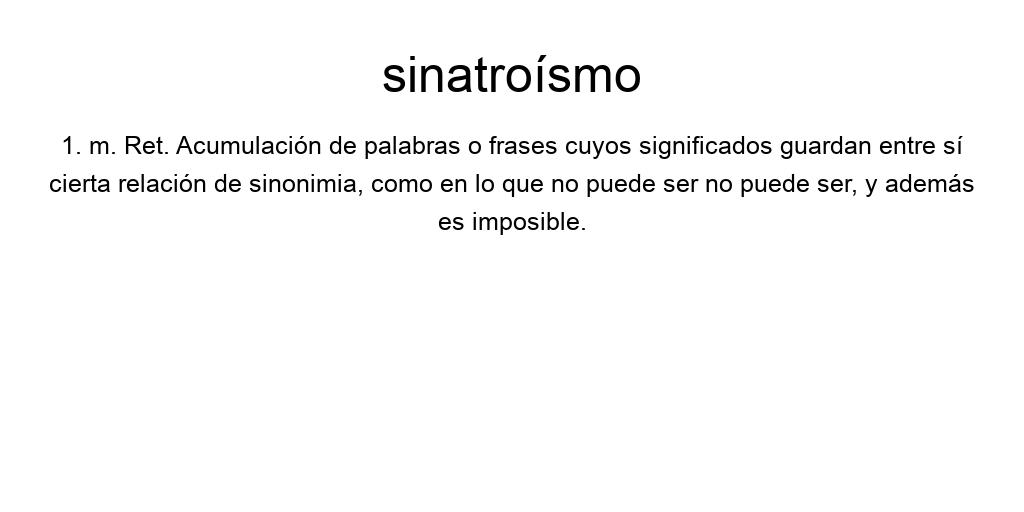 sinatroísmo
1. m. Ret. Acumulación de palabras o frases cuyos significados guardan entre sí
cierta relación de sinonimia, como en lo que no puede ser no puede ser, y además
es imposible.